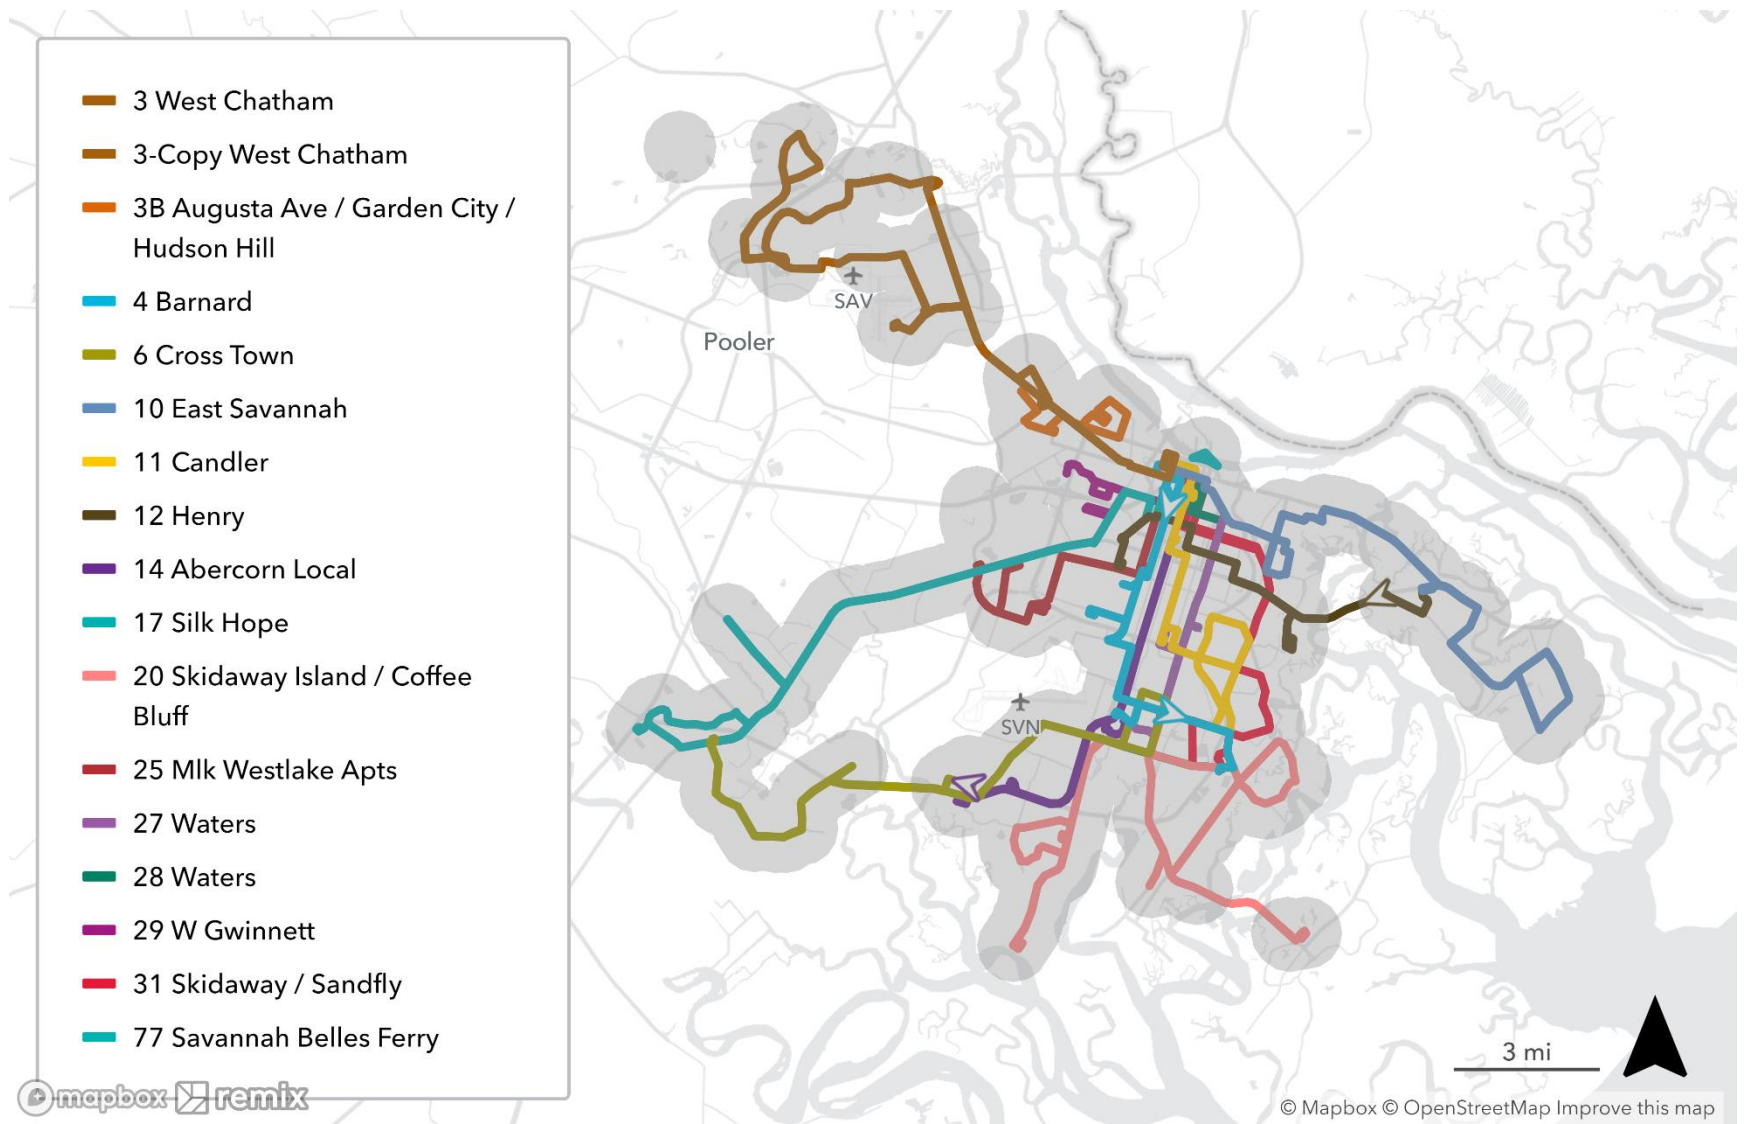 3 West Chatham
3-Copy West Chatham
3B Augusta Ave / Garden City /
Hudson Hill
4 Barnard
6 Cross Town
10 East Savannah
11 Candler
12 Henry
14 Abercorn Local
17 Silk Hope
20 Skidaway Island / Coffee
Bluff
25 Mlk Westlake Apts
27 Waters
28 Waters
29 W Gwinnett
31 Skidaway / Sandfly
77 Savannah Belles Ferry
SAV
Pooler
SVN
3 mi
mapbox remix
© Mapbox © OpenStreetMap Improve this map